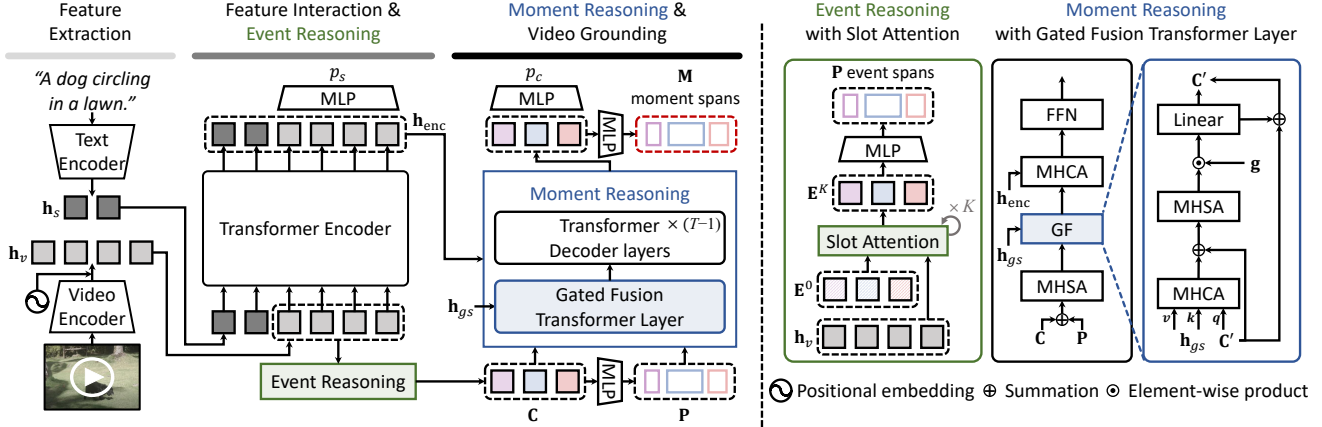 Feature
Extraction
Feature Interaction &
Event Reasoning
Moment Reasoning &
Video Grounding
“A dog circling
in a lawn.”
Text
Encoder
h_s
h_v
Video
Encoder
p_s
MLP
h_enc
Transformer Encoder
Event Reasoning
p_c
MLP
MLP
M
moment spans
Moment Reasoning
Transformer × (T−1)
Decoder layers
h_gs
Gated Fusion
Transformer Layer
C
MLP
P
Event Reasoning
with Slot Attention
P event spans
MLP
E^K
× K
Slot Attention
E^0
h_v
Moment Reasoning
with Gated Fusion Transformer Layer
FFN
MHCA
h_enc
GF
h_gs
MHSA
C
P
C′
Linear
g
MHSA
MHCA
v k q
h_gs C′
Positional embedding ⊕ Summation ⊙ Element-wise product